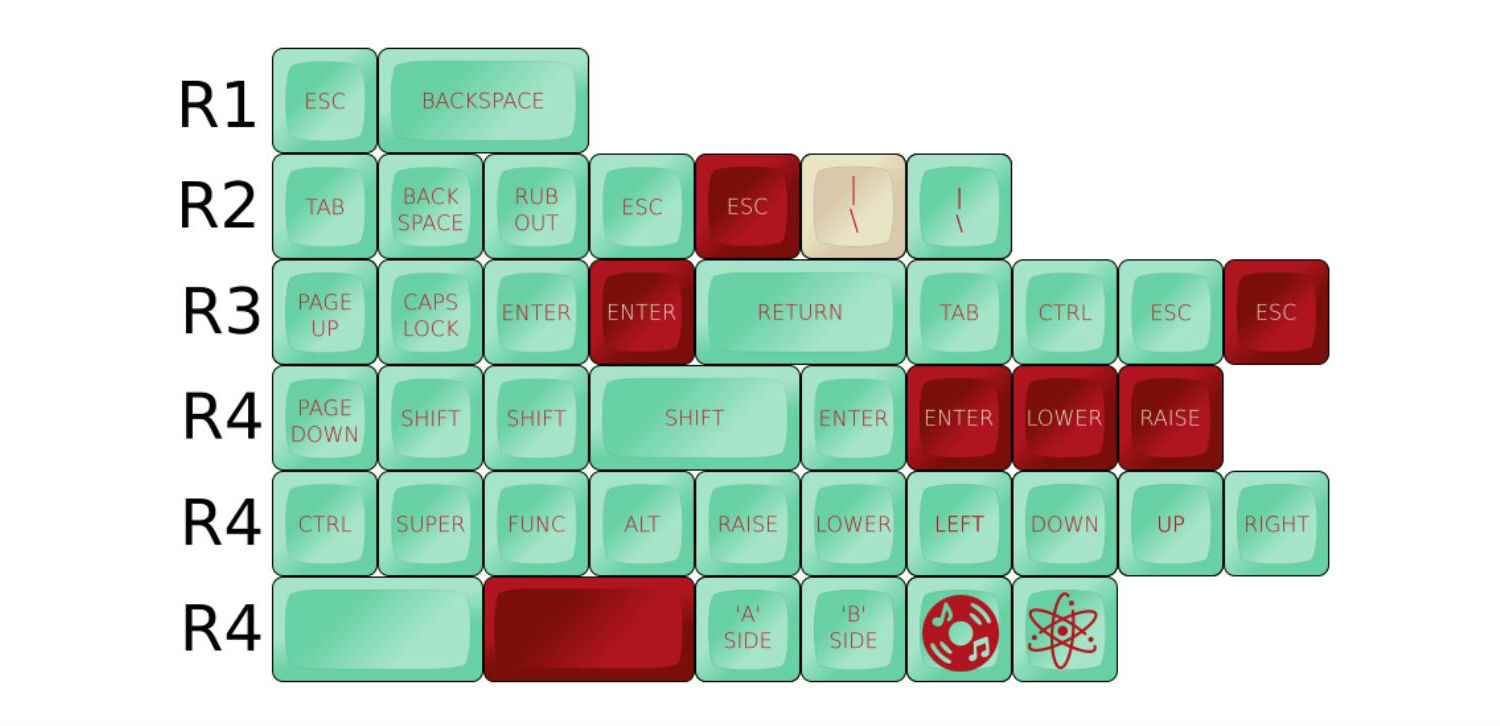 R1 ESC BACKSPACE
R2 TAB BACK SPACE RUB OUT ESC ESC | \ | \
R3 PAGE UP CAPS LOCK ENTER ENTER RETURN TAB CTRL ESC ESC
R4 PAGE DOWN SHIFT SHIFT SHIFT ENTER ENTER LOWER RAISE
R4 CTRL SUPER FUNC ALT RAISE LOWER LEFT DOWN UP RIGHT
R4 'A' SIDE 'B' SIDE